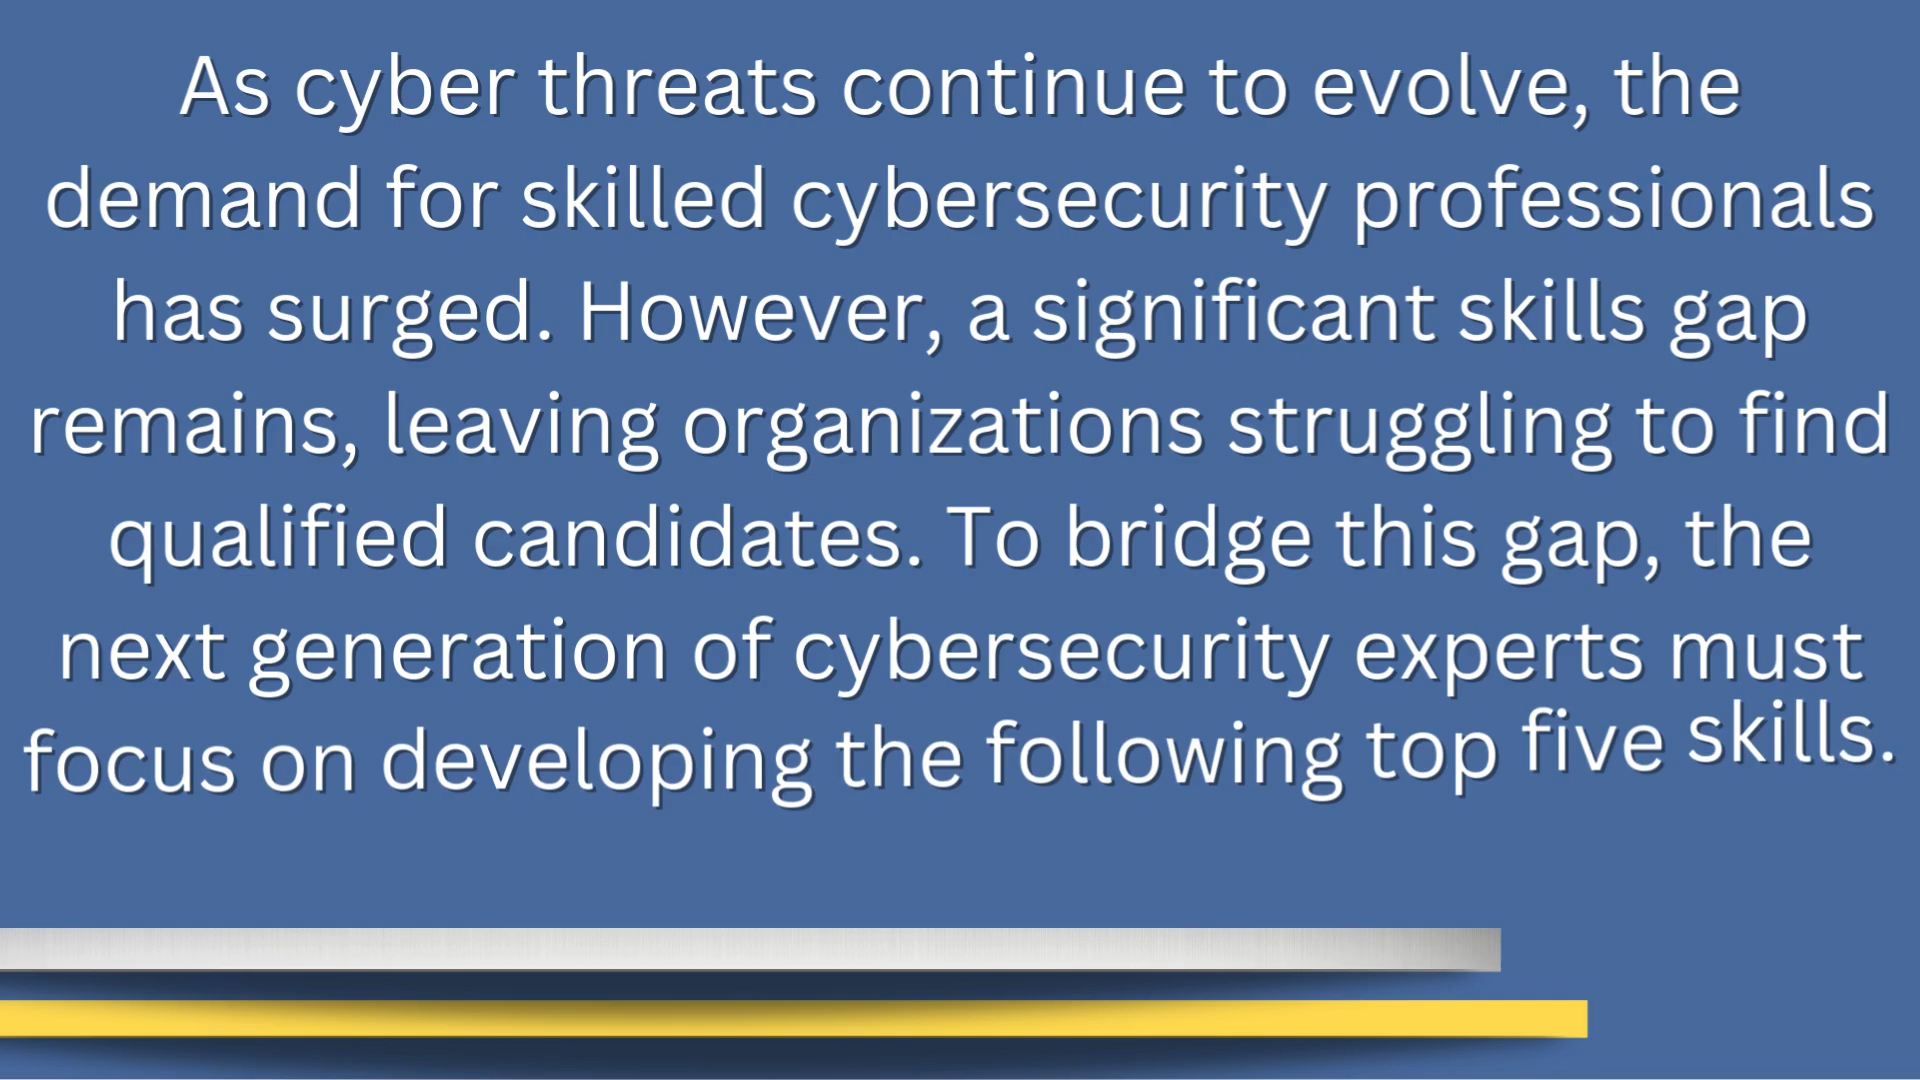 As cyber threats continue to evolve, the
demand for skilled cybersecurity professionals
has surged. However, a significant skills gap
remains, leaving organizations struggling to find
qualified candidates. To bridge this gap, the
next generation of cybersecurity experts must
focus on developing the following top five skills.